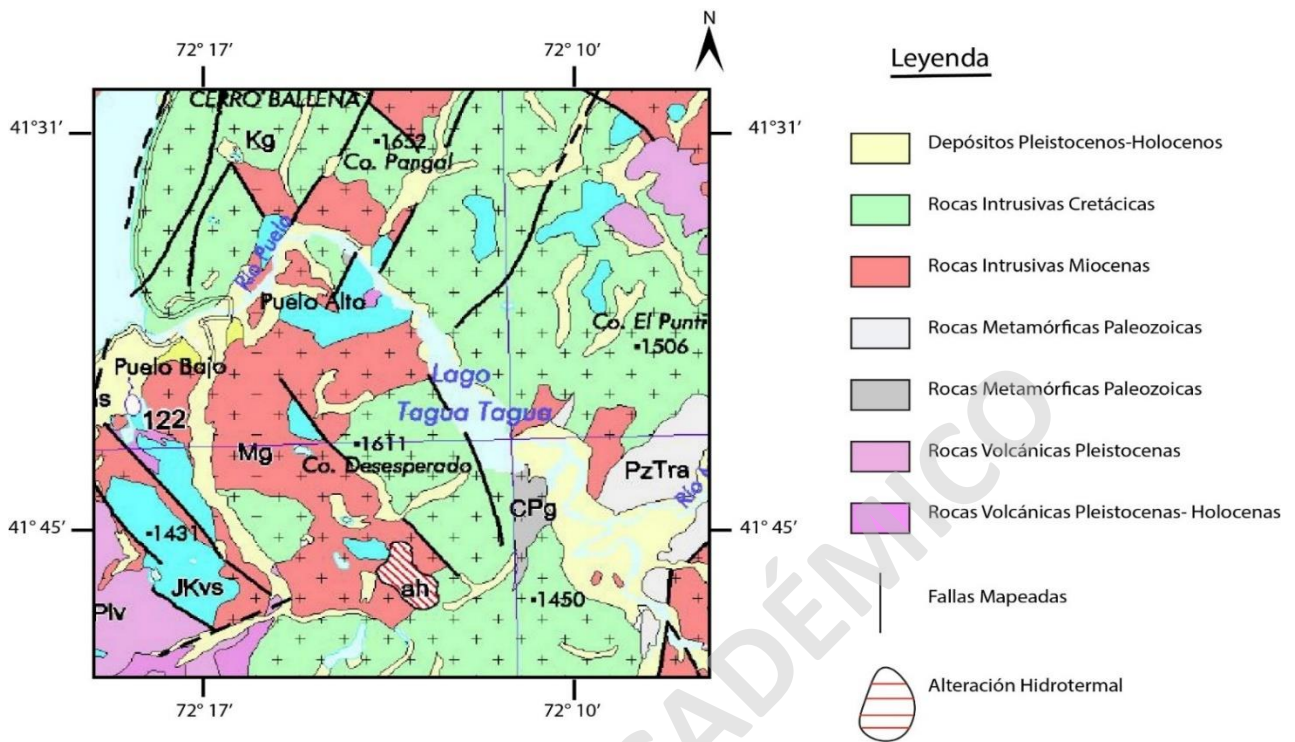 N
72° 17′
72° 10′
Leyenda
41°31′
41°31′
CERRO BALLENA
Kg
▪1652
Co. Pangal
Río Puelo
Puelo Alto
Co. El Punti
▪1506
Puelo Bajo
s
122
Lago
Tagua Tagua
Mg
▪1611
Co. Desesperado
PzTra
Río
CPg
41° 45′
41° 45′
▪1431
JKvs
ah
Plv
▪1450
72° 17′
72° 10′
Depósitos Pleistocenos-Holocenos
Rocas Intrusivas Cretácicas
Rocas Intrusivas Miocenas
Rocas Metamórficas Paleozoicas
Rocas Metamórficas Paleozoicas
Rocas Volcánicas Pleistocenas
Rocas Volcánicas Pleistocenas- Holocenas
Fallas Mapeadas
Alteración Hidrotermal
CADÉMICO